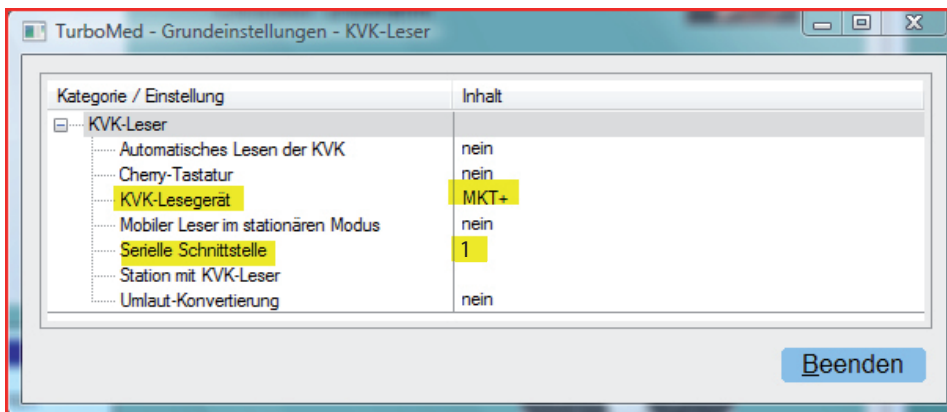 TurboMed - Grundeinstellungen - KVK-Leser
Kategorie / Einstellung Inhalt
KVK-Leser
Automatisches Lesen der KVK nein
Cherry-Tastatur nein
KVK-Lesegerät MKT+
Mobiler Leser im stationären Modus nein
Serielle Schnittstelle 1
Station mit KVK-Leser
Umlaut-Konvertierung nein
Beenden